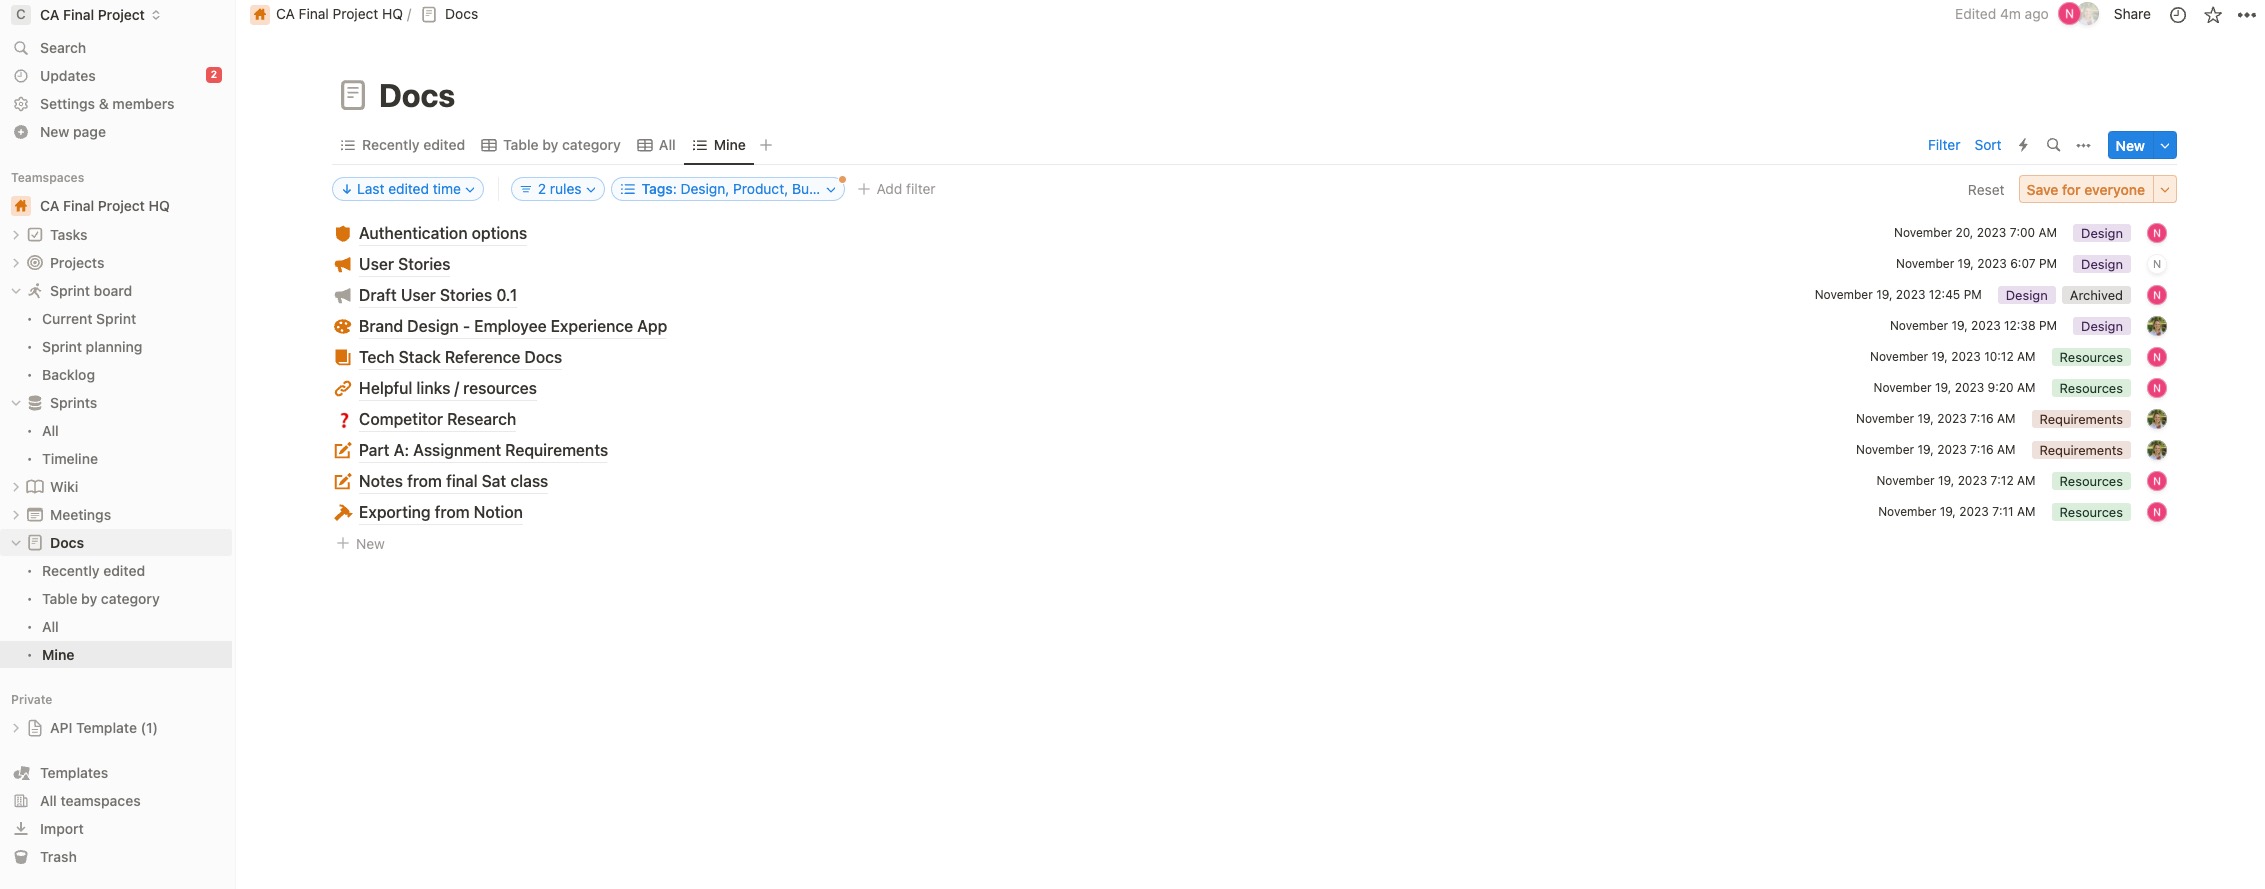 C CA Final Project
Search
Updates 2
Settings & members
New page
Teamspaces
CA Final Project HQ
Tasks
Projects
Sprint board
Current Sprint
Sprint planning
Backlog
Sprints
All
Timeline
Wiki
Meetings
Docs
Recently edited
Table by category
All
Mine
Private
API Template (1)
Templates
All teamspaces
Import
Trash
CA Final Project HQ / Docs
Edited 4m ago N Share
Docs
Recently edited Table by category All Mine
Filter Sort New
Last edited time 2 rules Tags: Design, Product, Bu... Add filter
Reset Save for everyone
Authentication options November 20, 2023 7:00 AM Design N
User Stories November 19, 2023 6:07 PM Design N
Draft User Stories 0.1 November 19, 2023 12:45 PM Design Archived N
Brand Design - Employee Experience App November 19, 2023 12:38 PM Design
Tech Stack Reference Docs November 19, 2023 10:12 AM Resources N
Helpful links / resources November 19, 2023 9:20 AM Resources N
Competitor Research November 19, 2023 7:16 AM Requirements
Part A: Assignment Requirements November 19, 2023 7:16 AM Requirements
Notes from final Sat class November 19, 2023 7:12 AM Resources N
Exporting from Notion November 19, 2023 7:11 AM Resources N
New